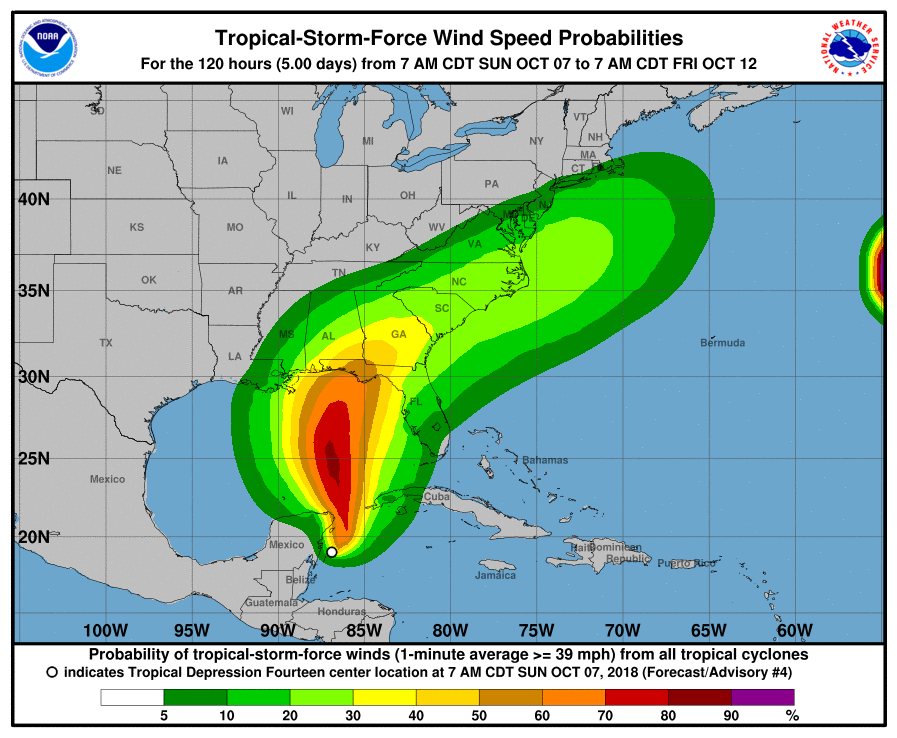 NOAA
Tropical-Storm-Force Wind Speed Probabilities
For the 120 hours (5.00 days) from 7 AM CDT SUN OCT 07 to 7 AM CDT FRI OCT 12
NATIONAL WEATHER SERVICE
SD
WI
MI
VT
NH
NY
MA
CT
NE
IA
PA
IL
IN
OH
NJ
40N
MD
DE
KS
MO
WV
VA
KY
OK
TN
NC
35N
AR
SC
MS
AL
GA
TX
LA
Bermuda
30N
FL
25N
Bahamas
Mexico
Cuba
20N
Mexico
Haiti
Dominican
Republic
Puerto Rico
Belize
Jamaica
Guatemala
Honduras
100W
95W
90W
85W
80W
75W
70W
65W
60W
Probability of tropical-storm-force winds (1-minute average >= 39 mph) from all tropical cyclones
indicates Tropical Depression Fourteen center location at 7 AM CDT SUN OCT 07, 2018 (Forecast/Advisory #4)
5 10 20 30 40 50 60 70 80 90 %